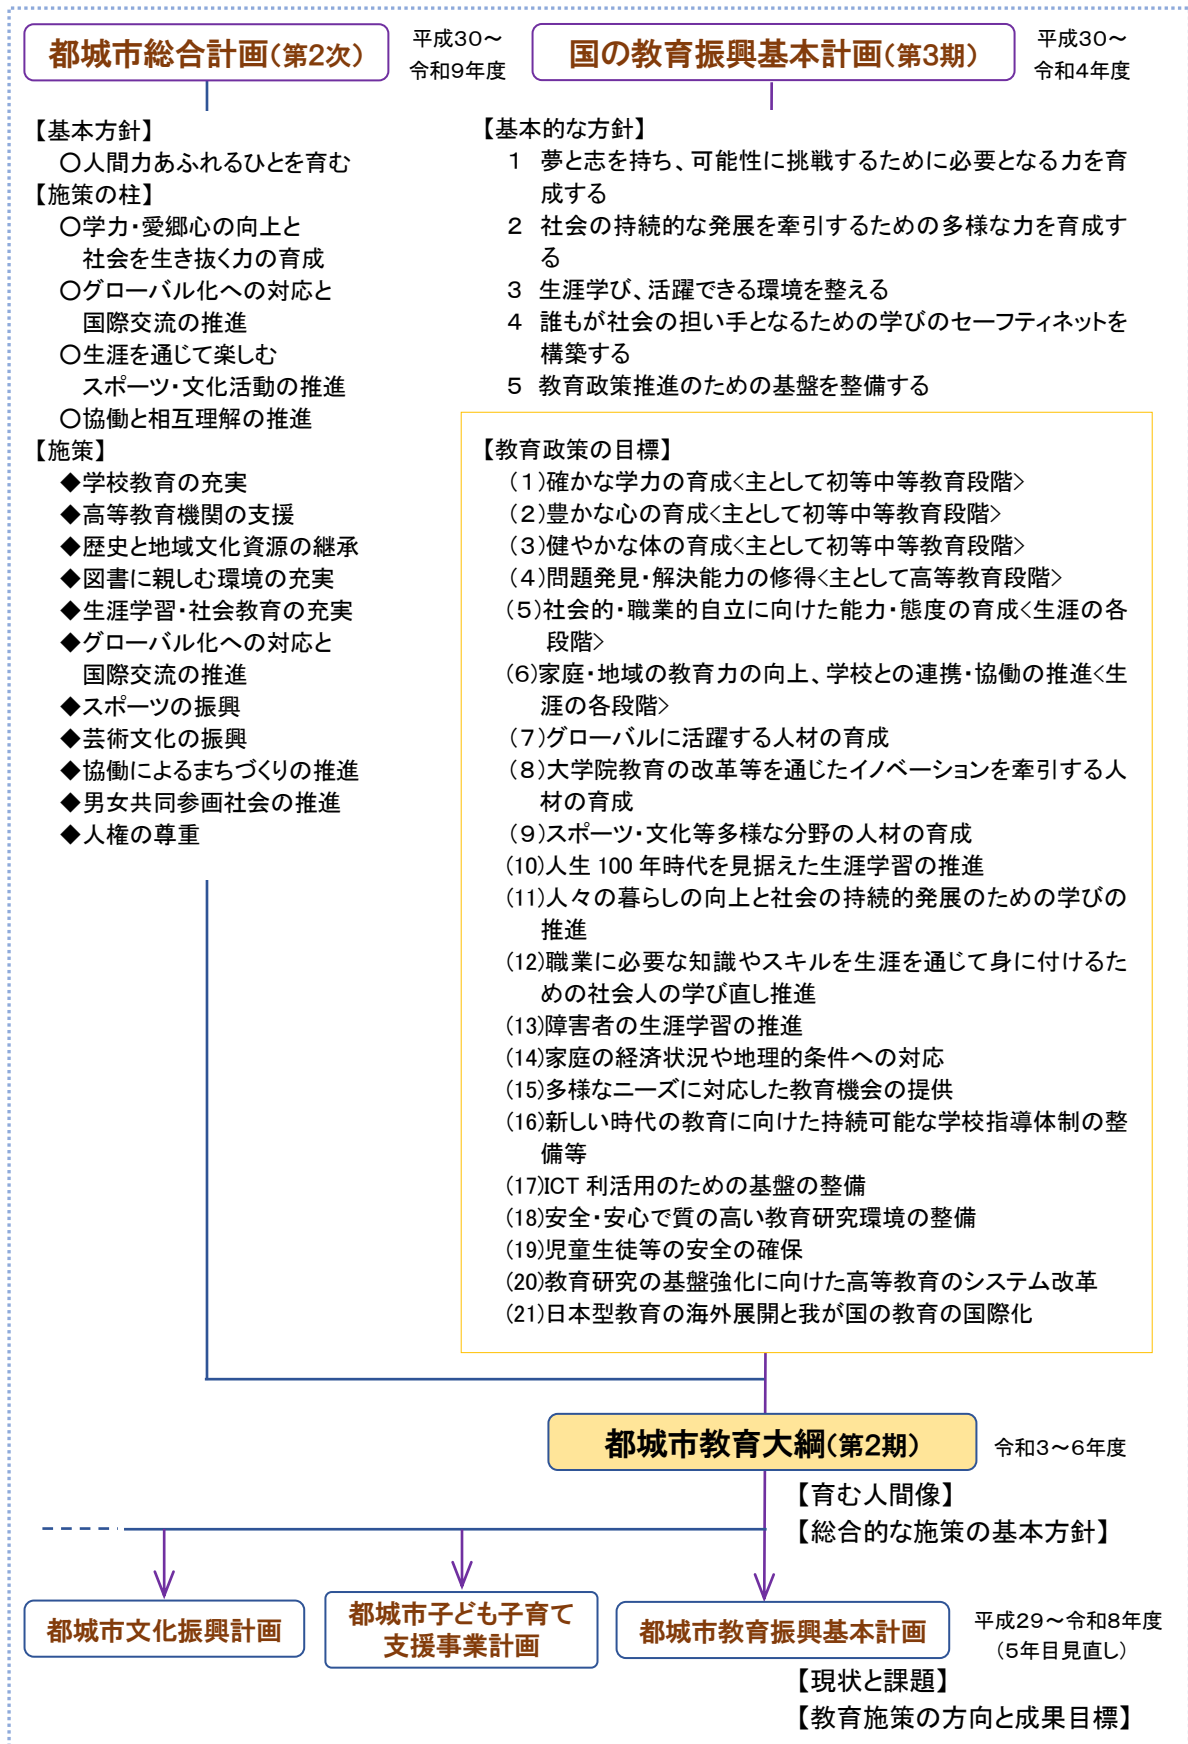 都城市総合計画(第2次)
平成30～
令和9年度
国の教育振興基本計画(第3期)
平成30～
令和4年度
【基本方針】
○人間力あふれるひとを育む
【施策の柱】
○学力・愛郷心の向上と
社会を生き抜く力の育成
○グローバル化への対応と
国際交流の推進
○生涯を通じて楽しむ
スポーツ・文化活動の推進
○協働と相互理解の推進
【施策】
◆学校教育の充実
◆高等教育機関の支援
◆歴史と地域文化資源の継承
◆図書に親しむ環境の充実
◆生涯学習・社会教育の充実
◆グローバル化への対応と
国際交流の推進
◆スポーツの振興
◆芸術文化の振興
◆協働によるまちづくりの推進
◆男女共同参画社会の推進
◆人権の尊重
【基本的な方針】
１　夢と志を持ち、可能性に挑戦するために必要となる力を育
成する
２　社会の持続的な発展を牽引するための多様な力を育成す
る
３　生涯学び、活躍できる環境を整える
４　誰もが社会の担い手となるための学びのセーフティネットを
構築する
５　教育政策推進のための基盤を整備する
【教育政策の目標】
(１)確かな学力の育成<主として初等中等教育段階>
(２)豊かな心の育成<主として初等中等教育段階>
(３)健やかな体の育成<主として初等中等教育段階>
(４)問題発見・解決能力の修得<主として高等教育段階>
(５)社会的・職業的自立に向けた能力・態度の育成<生涯の各
段階>
(６)家庭・地域の教育力の向上、学校との連携・協働の推進<生
涯の各段階>
(７)グローバルに活躍する人材の育成
(８)大学院教育の改革等を通じたイノベーションを牽引する人
材の育成
(９)スポーツ・文化等多様な分野の人材の育成
(10)人生 100 年時代を見据えた生涯学習の推進
(11)人々の暮らしの向上と社会の持続的発展のための学びの
推進
(12)職業に必要な知識やスキルを生涯を通じて身に付けるた
めの社会人の学び直し推進
(13)障害者の生涯学習の推進
(14)家庭の経済状況や地理的条件への対応
(15)多様なニーズに対応した教育機会の提供
(16)新しい時代の教育に向けた持続可能な学校指導体制の整
備等
(17)ICT 利活用のための基盤の整備
(18)安全・安心で質の高い教育研究環境の整備
(19)児童生徒等の安全の確保
(20)教育研究の基盤強化に向けた高等教育のシステム改革
(21)日本型教育の海外展開と我が国の教育の国際化
都城市教育大綱(第2期)
令和3～6年度
【育む人間像】
【総合的な施策の基本方針】
都城市文化振興計画
都城市子ども子育て
支援事業計画
都城市教育振興基本計画
平成29～令和8年度
(5年目見直し)
【現状と課題】
【教育施策の方向と成果目標】